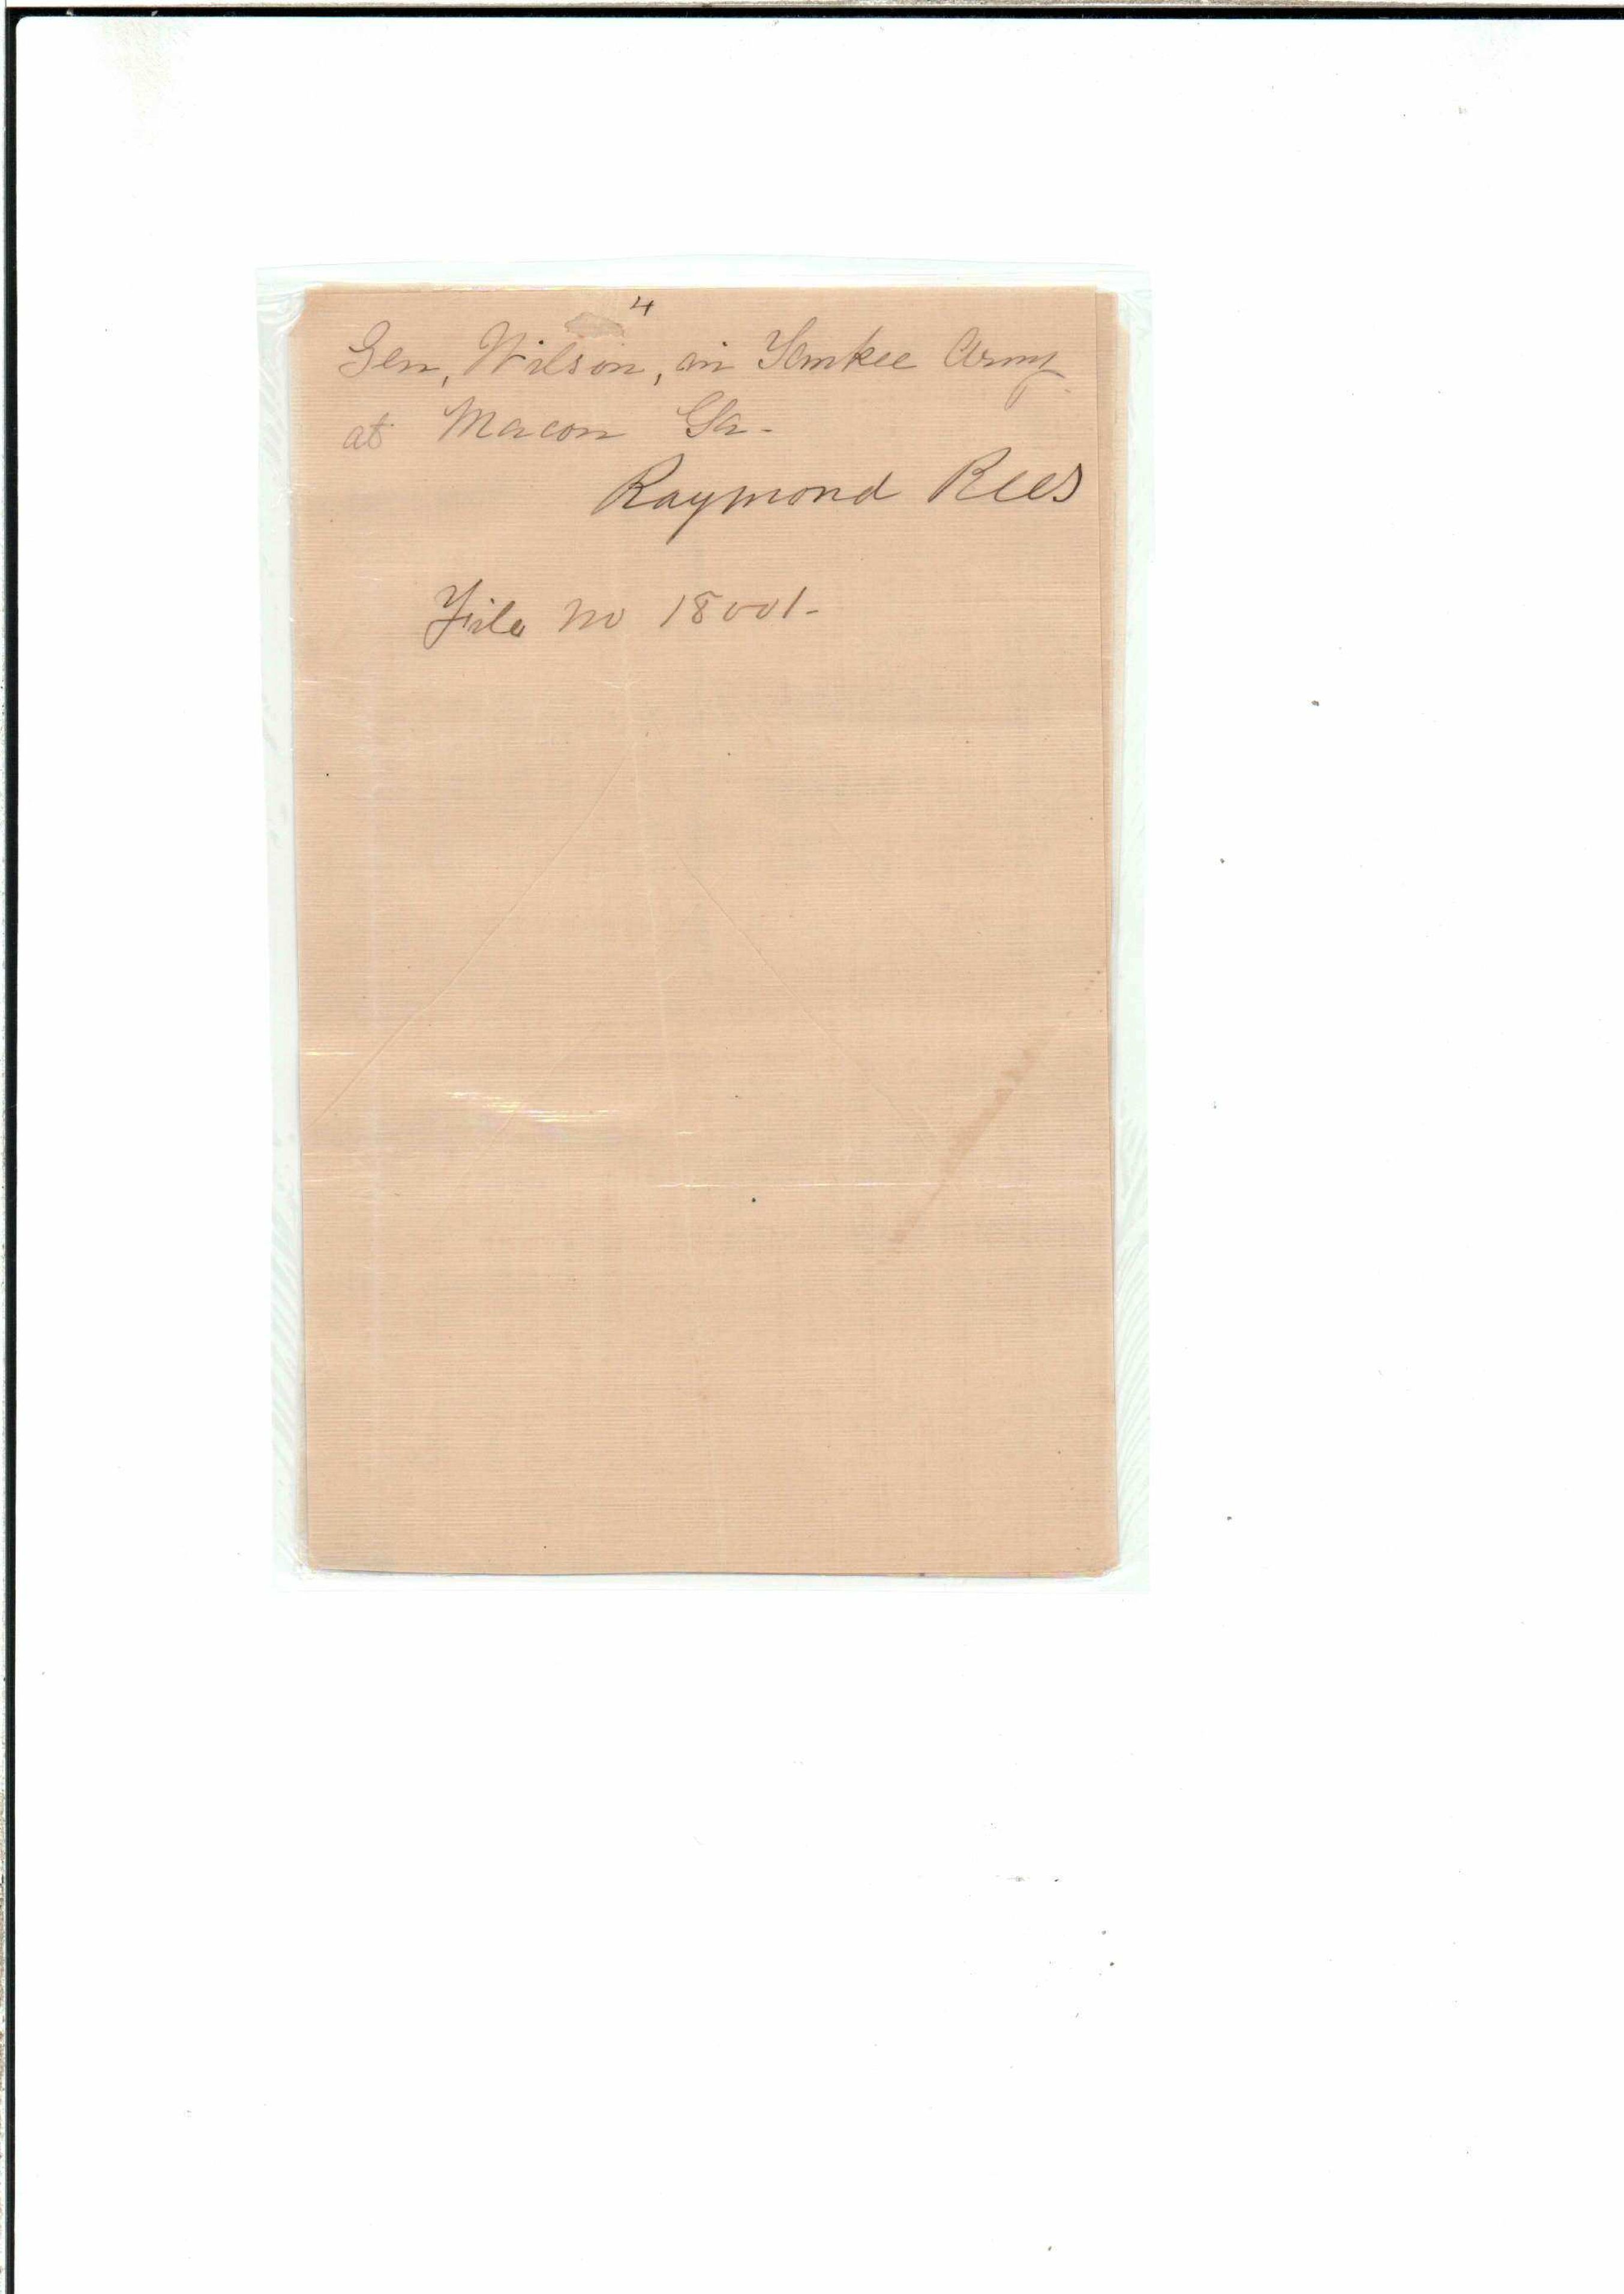 4
Gen, Wilson, in Yankee Army
at Macon Ga-
Raymond Rees
File no 18001-